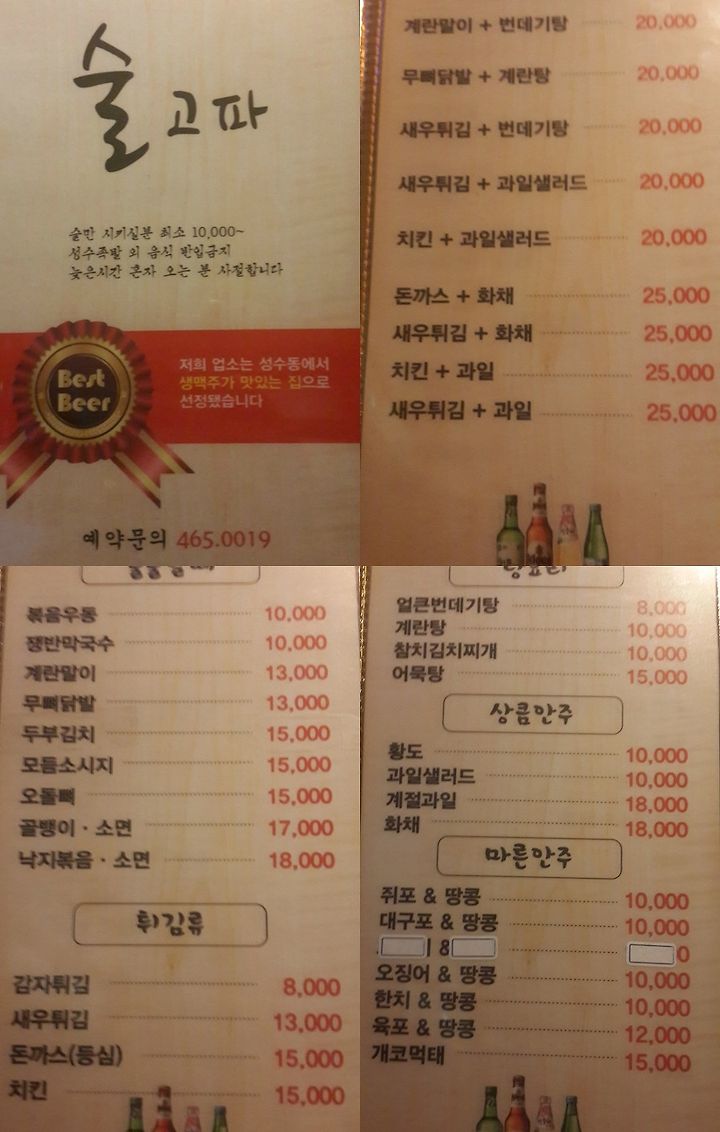 술고파
술만 시키실분 최소 10,000~
성수족발 외 음식 반입금지
늦은시간 혼자 오는 분 사절합니다
Best
Beer
저희 업소는 성수동에서
생맥주가 맛있는 집으로
선정됐습니다
예약문의 465.0019
계란말이 + 번데기탕 20,000
무뼈닭발 + 계란탕 20,000
새우튀김 + 번데기탕 20,000
새우튀김 + 과일샐러드 20,000
치킨 + 과일샐러드 20,000
돈까스 + 화채 25,000
새우튀김 + 화채 25,000
치킨 + 과일 25,000
새우튀김 + 과일 25,000
볶음우동 10,000
쟁반막국수 10,000
계란말이 13,000
무뼈닭발 13,000
두부김치 15,000
모듬소시지 15,000
오돌뼈 15,000
골뱅이 · 소면 17,000
낙지볶음 · 소면 18,000
튀김류
감자튀김 8,000
새우튀김 13,000
돈까스(등심) 15,000
치킨 15,000
얼큰번데기탕 8,000
계란탕 10,000
참치김치찌개 10,000
어묵탕 15,000
상큼안주
황도 10,000
과일샐러드 10,000
계절과일 18,000
화채 18,000
마른안주
쥐포 & 땅콩 10,000
대구포 & 땅콩 10,000
오징어 & 땅콩 10,000
한치 & 땅콩 10,000
육포 & 땅콩 12,000
개코먹태 15,000